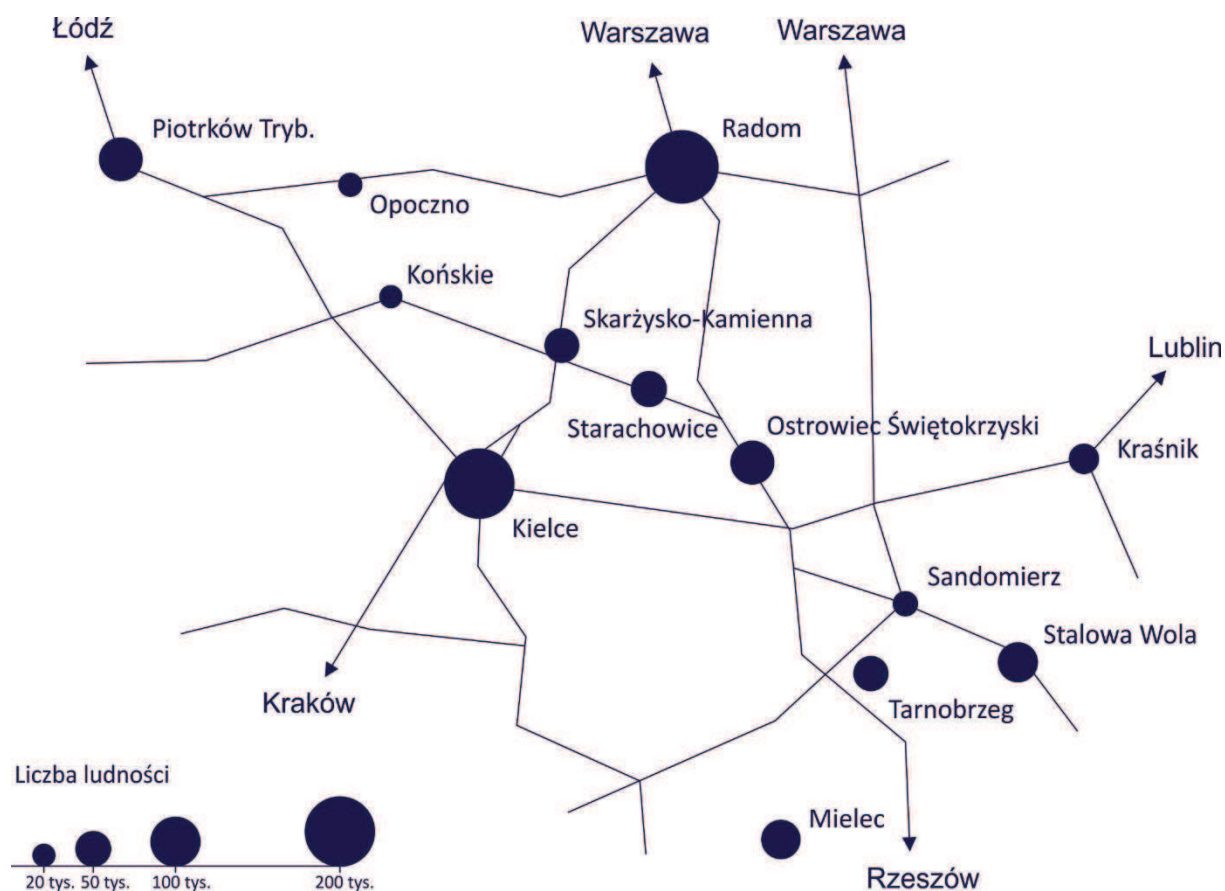 Łódź
Warszawa
Warszawa
Piotrków Tryb.
Radom
Opoczno
Końskie
Skarżysko-Kamienna
Lublin
Starachowice
Ostrowiec Świętokrzyski
Kraśnik
Kielce
Sandomierz
Stalowa Wola
Kraków
Tarnobrzeg
Liczba ludności
Mielec
20 tys. 50 tys. 100 tys. 200 tys.
Rzeszów